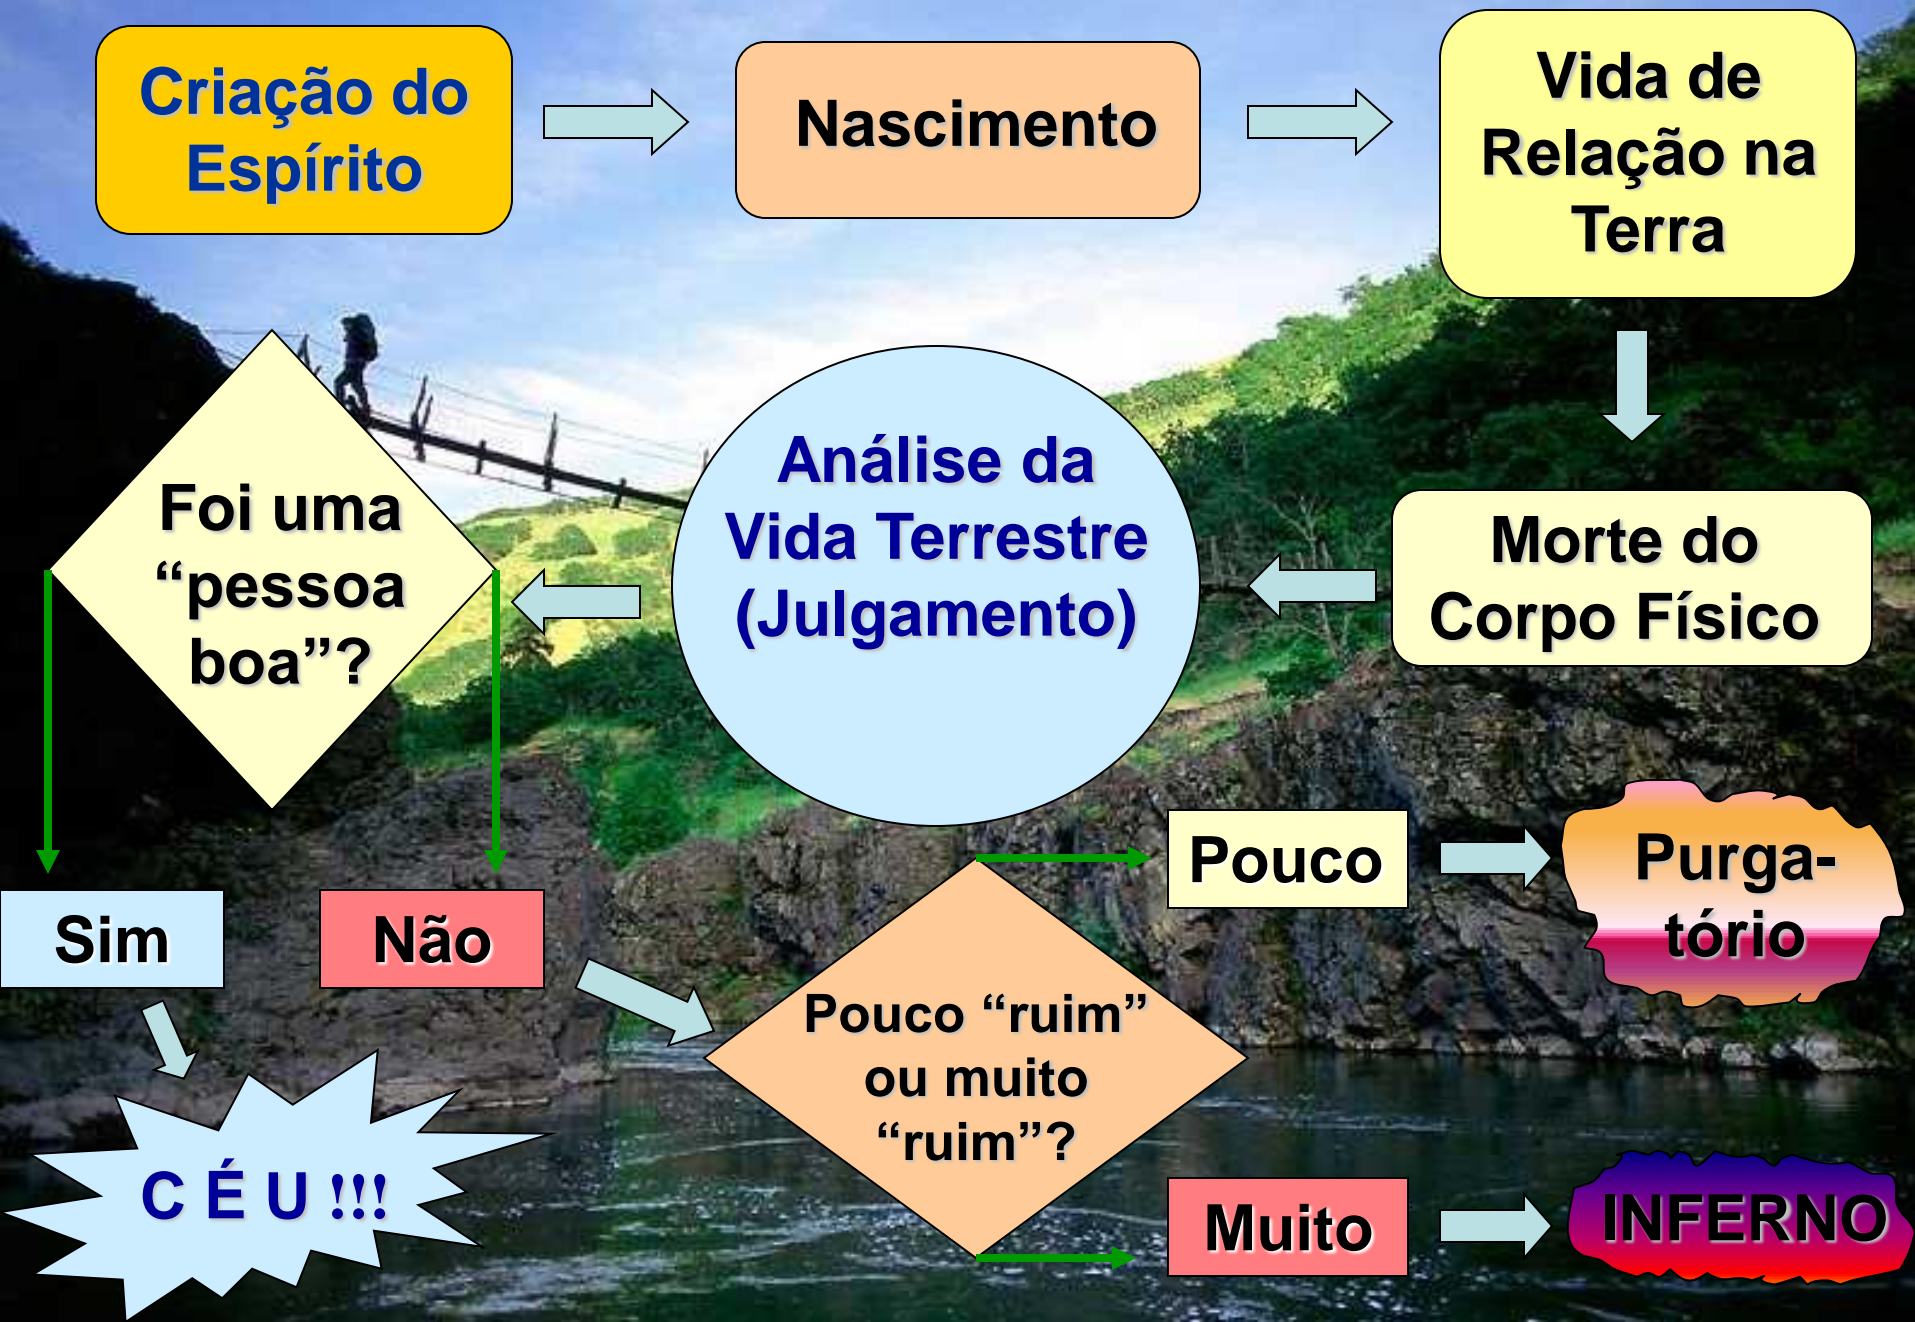 Criação do
Espírito
Nascimento
Vida de
Relação na
Terra
Foi uma
“pessoa
boa”?
Análise da
Vida Terrestre
(Julgamento)
Morte do
Corpo Físico
Sim
Não
Pouco
Purga-
tório
Pouco “ruim”
ou muito
“ruim”?
C É U !!!
Muito
INFERNO